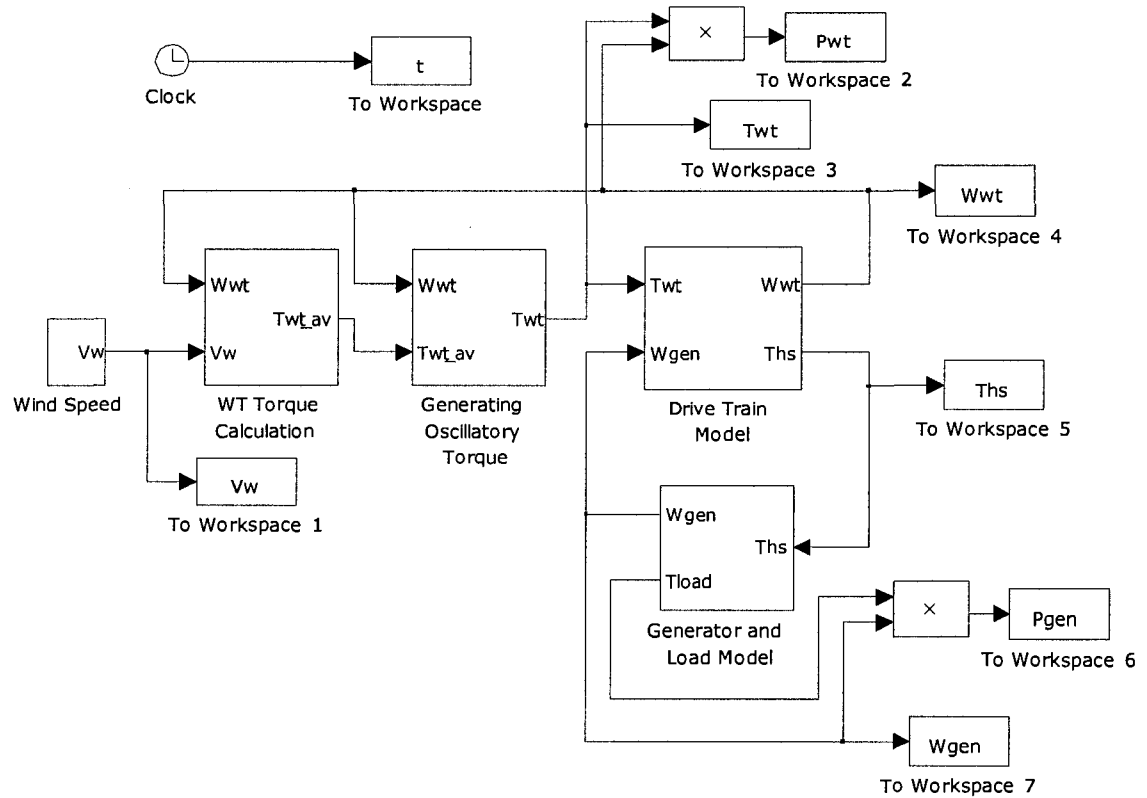 ×
Pwt
To Workspace 2
t
Clock
To Workspace
Twt
To Workspace 3
Wwt
To Workspace 4
Wwt
Vw
Twt_av
WT Torque
Calculation
Wwt
Twt_av
Twt
Generating
Oscillatory
Torque
Twt
Wgen
Wwt
Ths
Drive Train
Model
Vw
Wind Speed
Vw
To Workspace 1
Ths
To Workspace 5
Wgen
Tload
Ths
Generator and
Load Model
×
Pgen
To Workspace 6
Wgen
To Workspace 7